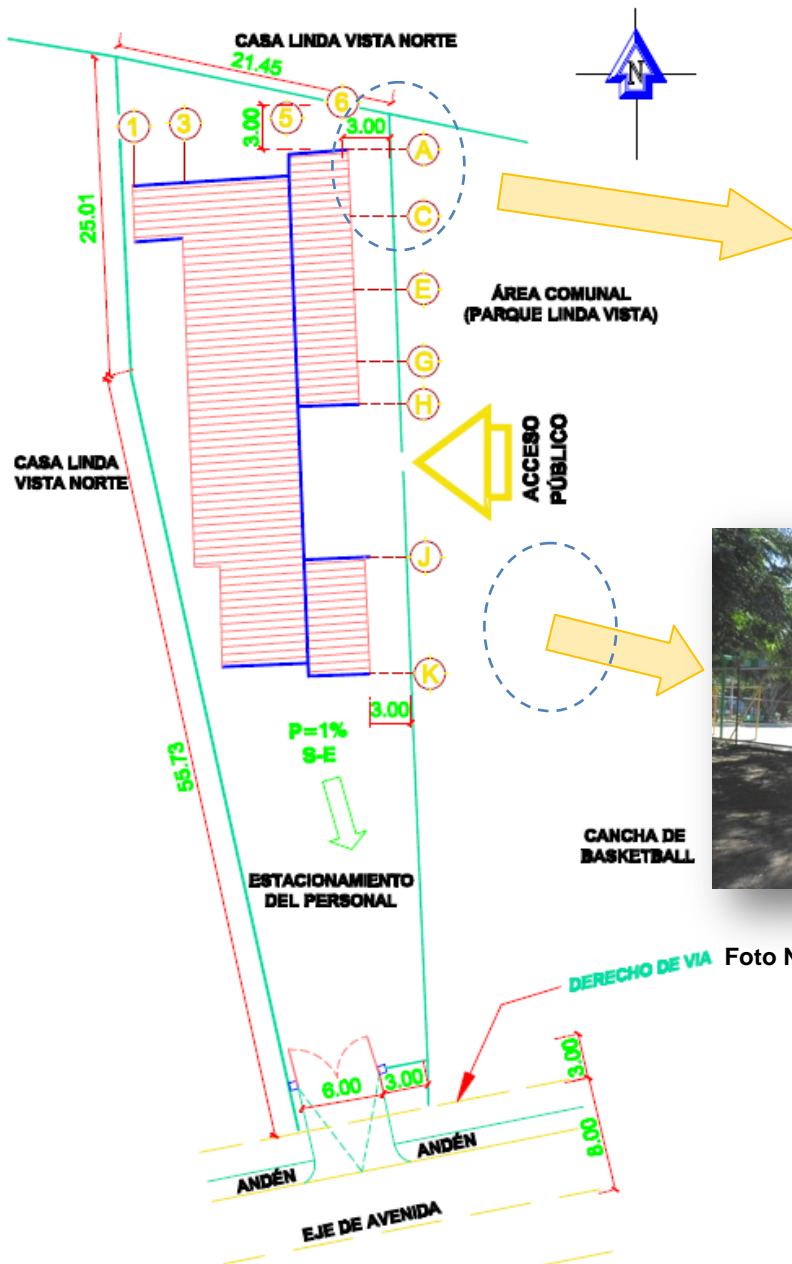 CASA LINDA VISTA NORTE
21.45
N
1
3
5
6
3.00
3.00
A
25.01
C
ÁREA COMUNAL
(PARQUE LINDA VISTA)
E
G
H
CASA LINDA
VISTA NORTE
ACCESO
PÚBLICO
J
K
3.00
P=1%
S-E
55.73
CANCHA DE
BASKETBALL
ESTACIONAMIENTO
DEL PERSONAL
DERECHO DE VIA
Foto N
3.00
6.00
3.00
8.00
ANDÉN
ANDÉN
EJE DE AVENIDA